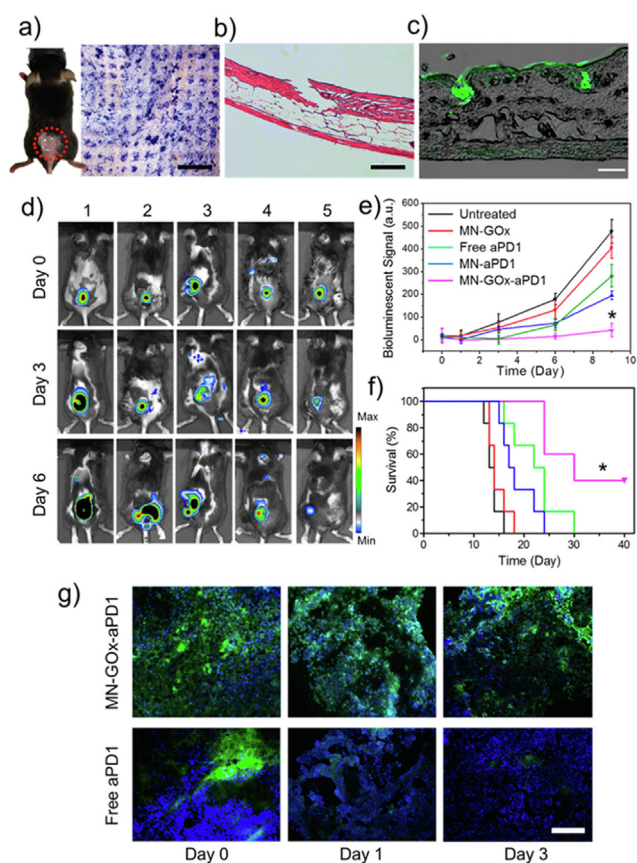 a)
b)
c)
d)
1 2 3 4 5
Day 0
Day 3
Day 6
Max
Min
e)
Bioluminescent Signal (a.u.)
500
400
300
200
100
0
Untreated
MN-GOx
Free aPD1
MN-aPD1
MN-GOx-aPD1
*
0 2 4 6 8 10
Time (Day)
f)
Survival (%)
100
80
60
40
20
0
*
0 10 20 30 40
Time (Day)
g)
MN-GOx-aPD1
Free aPD1
Day 0 Day 1 Day 3